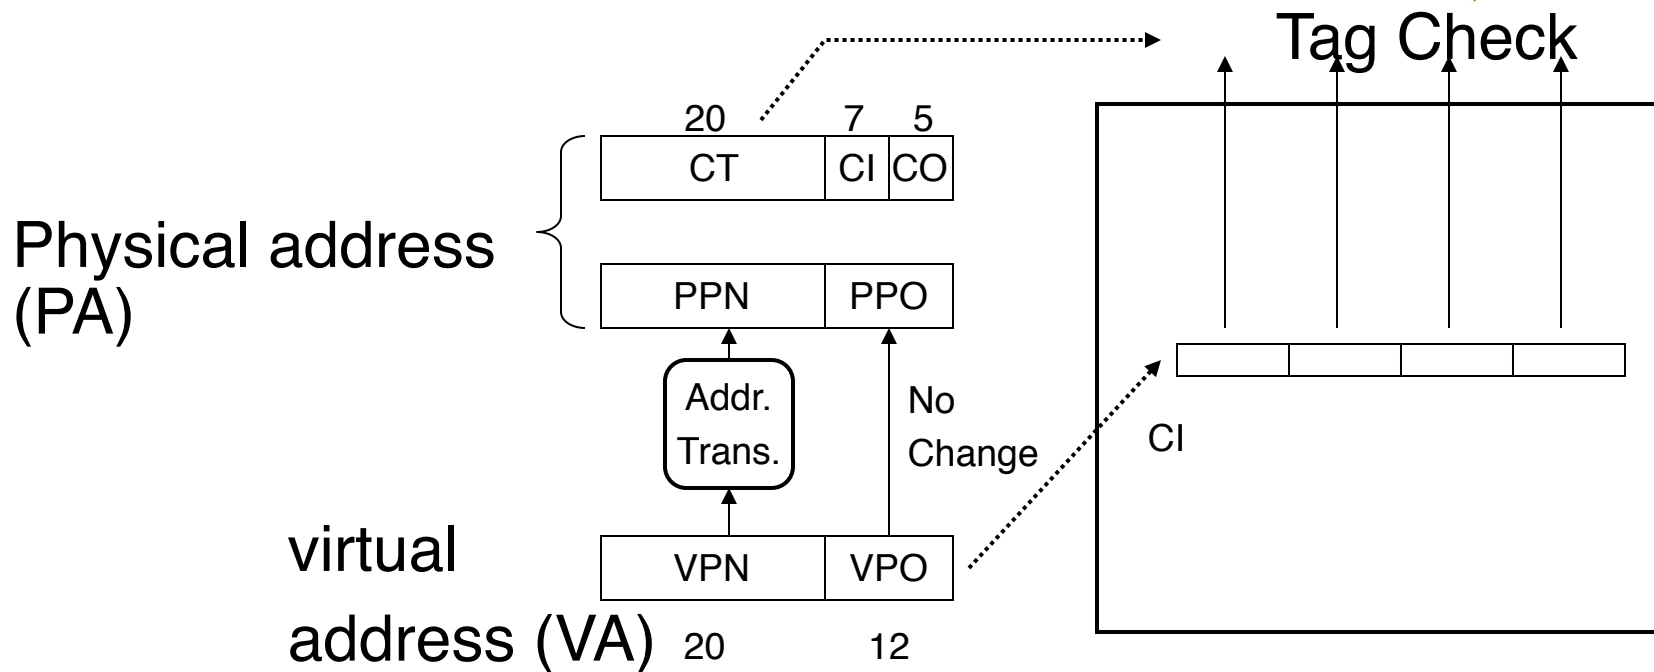 Tag Check
20 7 5
CT CI CO
Physical address
(PA)
PPN PPO
Addr.
Trans.
No
Change
CI
virtual
address (VA)
VPN VPO
20 12